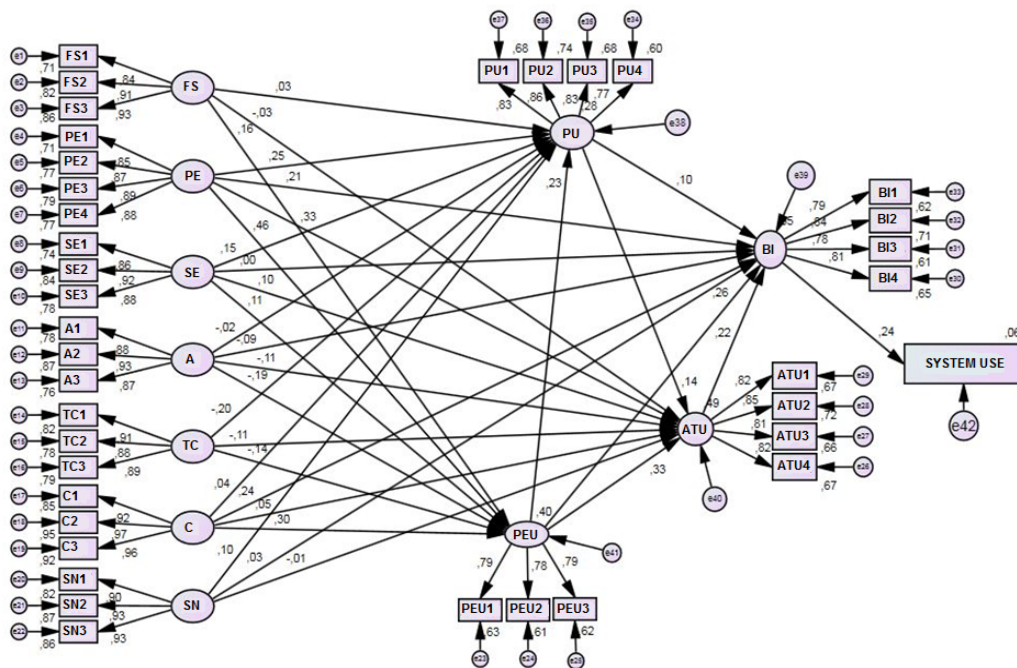 e37
e36
e35
e34
,68
,74
,68
,60
PU1
PU2
PU3
PU4
,83
,86
,83
,28
,77
e38
PU
e1
FS1
,71
e2
FS2
,84
,82
e3
FS3
,91
,86
,93
FS
,03
-,03
,16
e4
PE1
,71
e5
PE2
,85
,77
e6
PE3
,87
,79
,89
e7
PE4
,88
,77
PE
,25
,21
,33
,46
e8
SE1
,74
e9
SE2
,86
,84
e10
SE3
,92
,78
,88
SE
,15
,00
,10
,11
e11
A1
,78
e12
A2
,88
,87
e13
A3
,93
,76
,87
A
-,02
-,09
-,11
-,19
e14
TC1
,82
e15
TC2
,91
,78
e16
TC3
,88
,79
,89
TC
-,20
-,11
-,14
e17
C1
,85
e18
C2
,92
,95
e19
C3
,97
,92
,96
C
,04
,24
,05
,30
e20
SN1
,82
e21
SN2
,90
,87
e22
SN3
,93
,86
,93
SN
,10
,03
-,01
,23
,10
,14
,26
,22
,33
e39
BI
,79
BI1
e33
,62
,84
BI2
e32
,71
,78
BI3
e31
,61
,81
BI4
e30
,65
,24
,06
SYSTEM USE
e42
,49
ATU
e40
,82
ATU1
,67
,85
ATU2
e28
,72
,81
ATU3
e27
,66
,82
ATU4
e26
,67
,40
PEU
e41
,79
,78
,79
PEU1
PEU2
PEU3
,63
,61
,62
e23
e24
e25